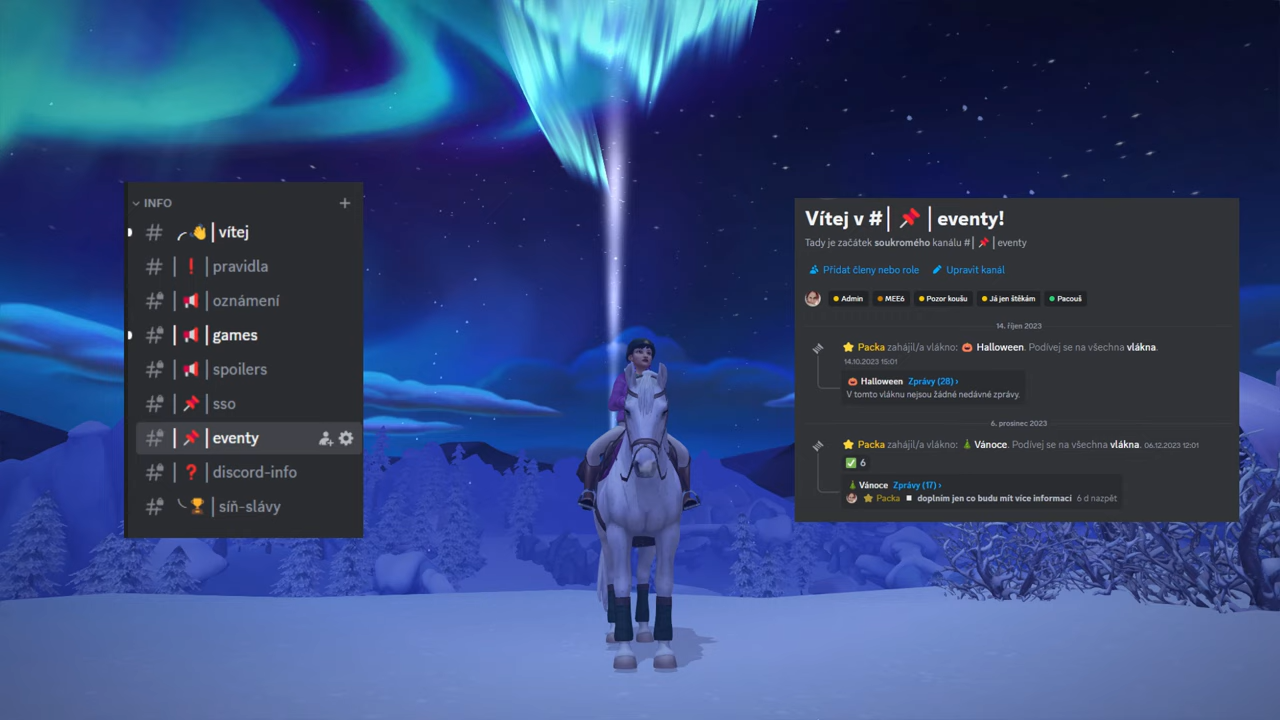 INFO
vítej
pravidla
oznámení
games
spoilers
sso
eventy
discord-info
síň-slávy
Vítej v #| 📌 | eventy!
Tady je začátek soukromého kanálu #| 📌 | eventy
Přidat členy nebo role Upravit kanál
Admin MEE6 Pozor koušu Já jen štěkám Pacouš
14. říjen 2023
⭐ Packa zahájil/a vlákno: 🎃 Halloween. Podívej se na všechna vlákna.
14.10.2023 15:01
🎃 Halloween Zprávy (28) ›
V tomto vláknu nejsou žádné nedávné zprávy.
6. prosinec 2023
⭐ Packa zahájil/a vlákno: 🎄 Vánoce. Podívej se na všechna vlákna. 06.12.2023 12:01
✅ 6
🎄 Vánoce Zprávy (17) ›
⭐ Packa ◽ doplním jen co budu mít více informací 6 d nazpět